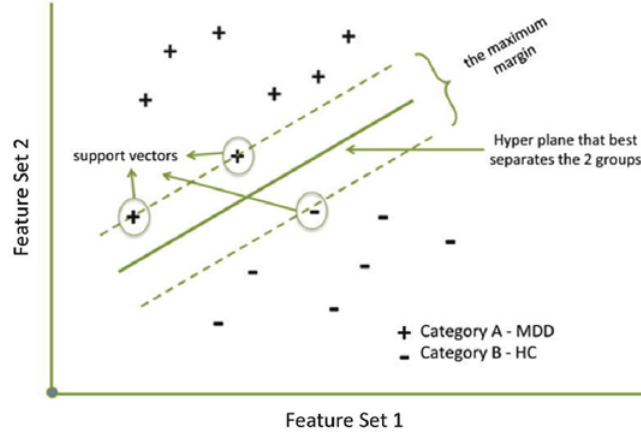 the maximum
margin
support vectors
Hyper plane that best
separates the 2 groups
Feature Set 2
+ Category A - MDD
- Category B - HC
Feature Set 1